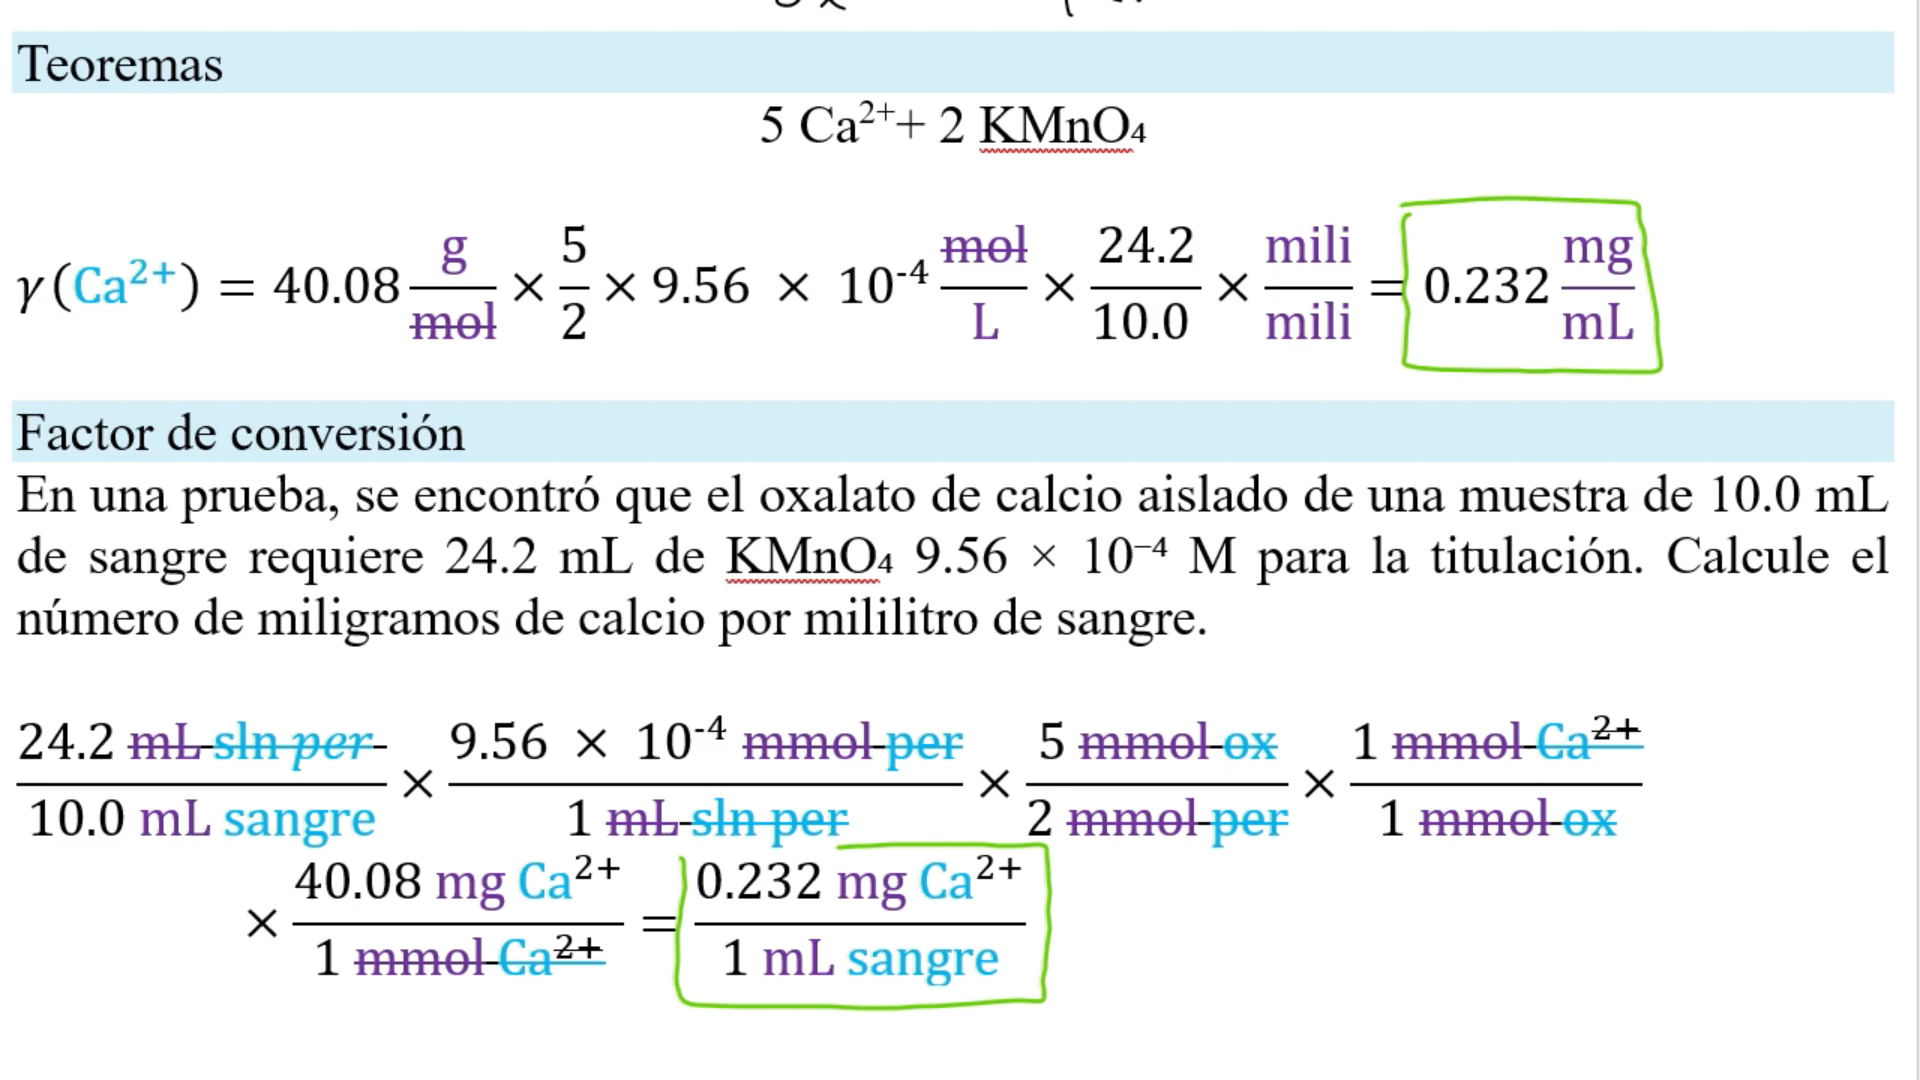 Teoremas
5 Ca²⁺+ 2 KMnO₄
γ(Ca²⁺) = 40.08 g/mol × 5/2 × 9.56 × 10⁻⁴ mol/L × 24.2/10.0 × mili/mili = 0.232 mg/mL
Factor de conversión
En una prueba, se encontró que el oxalato de calcio aislado de una muestra de 10.0 mL
de sangre requiere 24.2 mL de KMnO₄ 9.56 × 10⁻⁴ M para la titulación. Calcule el
número de miligramos de calcio por mililitro de sangre.
24.2 mL sln per / 10.0 mL sangre × 9.56 × 10⁻⁴ mmol per / 1 mL sln per × 5 mmol ox / 2 mmol per × 1 mmol Ca²⁺ / 1 mmol ox
× 40.08 mg Ca²⁺ / 1 mmol Ca²⁺ = 0.232 mg Ca²⁺ / 1 mL sangre